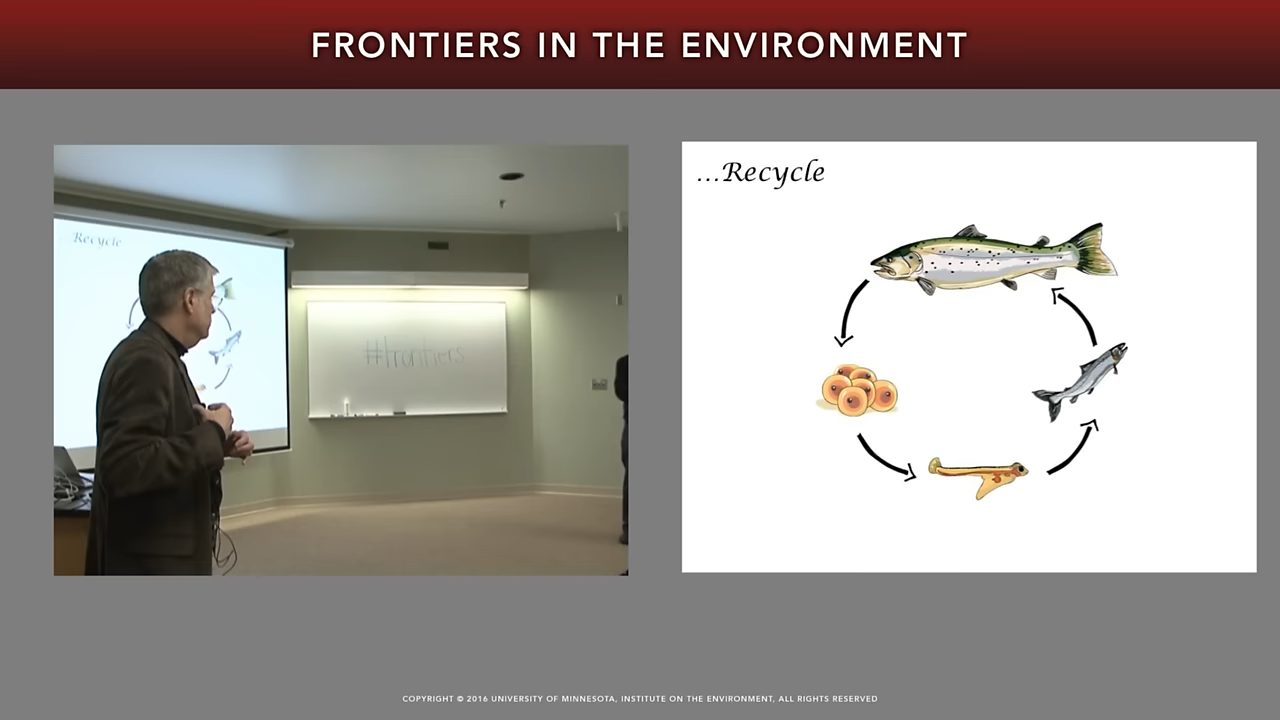 FRONTIERS IN THE ENVIRONMENT
Recycle
#frontiers
...Recycle
COPYRIGHT © 2016 UNIVERSITY OF MINNESOTA, INSTITUTE ON THE ENVIRONMENT, ALL RIGHTS RESERVED